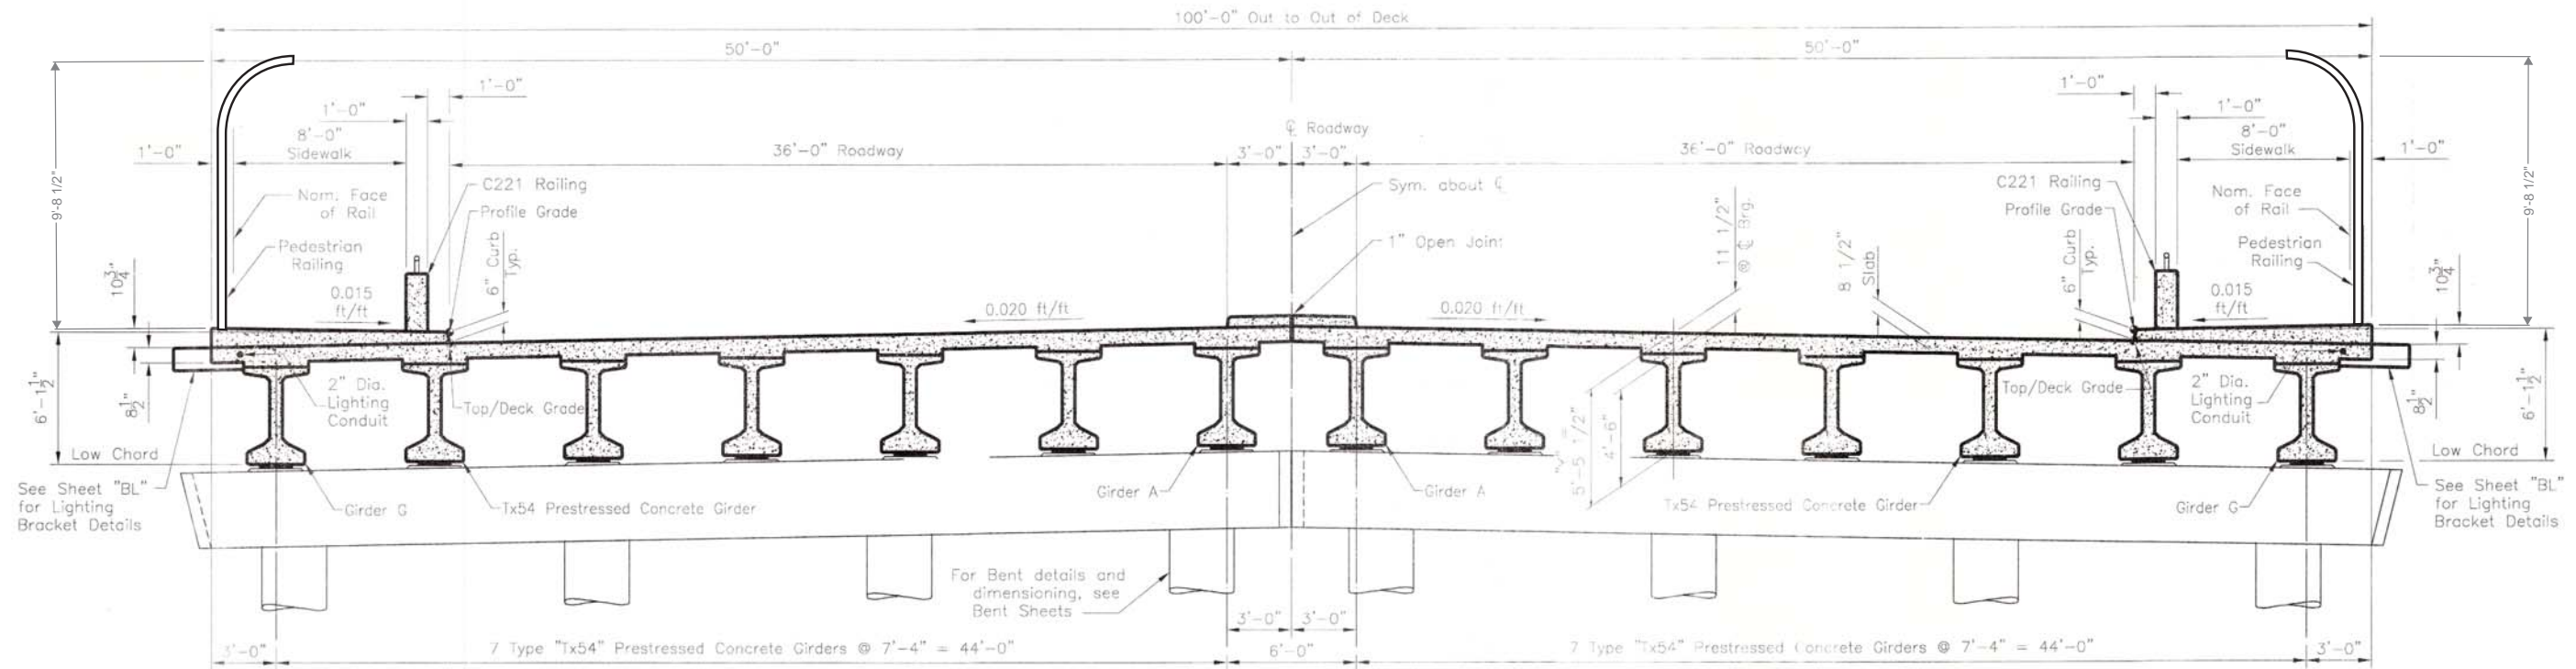 100'-0" Out to Out of Deck
50'-0"
50'-0"
1'-0"
1'-0"
1'-0"
1'-0"
8'-0"
Sidewalk
8'-0"
Sidewalk
1'-0"
1'-0"
36'-0" Roadway
3'-0"
3'-0"
36'-0" Roadway
℄ Roadway
9'-8 1/2"
9'-8 1/2"
Nom. Face
of Rail
Pedestrian
Railing
C221 Railing
Profile Grade
6" Curb
Typ.
10 3/4"
0.015
ft/ft
0.020 ft/ft
Sym. about ℄
1" Open Joint
0.020 ft/ft
11 1/2"
@ ℄ Brg.
8 1/2"
Slab
C221 Railing
Profile Grade
6" Curb
Typ.
0.015
ft/ft
Nom. Face
of Rail
Pedestrian
Railing
10 3/4"
6'-1 1/2"
8 1/2"
2" Dia.
Lighting
Conduit
Top/Deck Grade
5'-5 1/2"
"X" =
4'-6"
Top/Deck Grade
2" Dia.
Lighting
Conduit
8 1/2"
6'-1 1/2"
Low Chord
See Sheet "BL"
for Lighting
Bracket Details
Girder G
Tx54 Prestressed Concrete Girder
Girder A
Girder A
Tx54 Prestressed Concrete Girder
Girder G
Low Chord
See Sheet "BL"
for Lighting
Bracket Details
For Bent details and
dimensioning, see
Bent Sheets
3'-0"
3'-0"
3'-0"
7 Type "Tx54" Prestressed Concrete Girders @ 7'-4" = 44'-0"
6'-0"
7 Type "Tx54" Prestressed Concrete Girders @ 7'-4" = 44'-0"
3'-0"